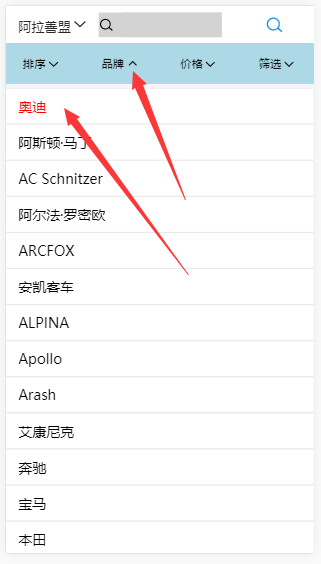 阿拉善盟
排序 品牌 价格 筛选
奥迪
阿斯顿·马丁
AC Schnitzer
阿尔法·罗密欧
ARCFOX
安凯客车
ALPINA
Apollo
Arash
艾康尼克
奔驰
宝马
本田